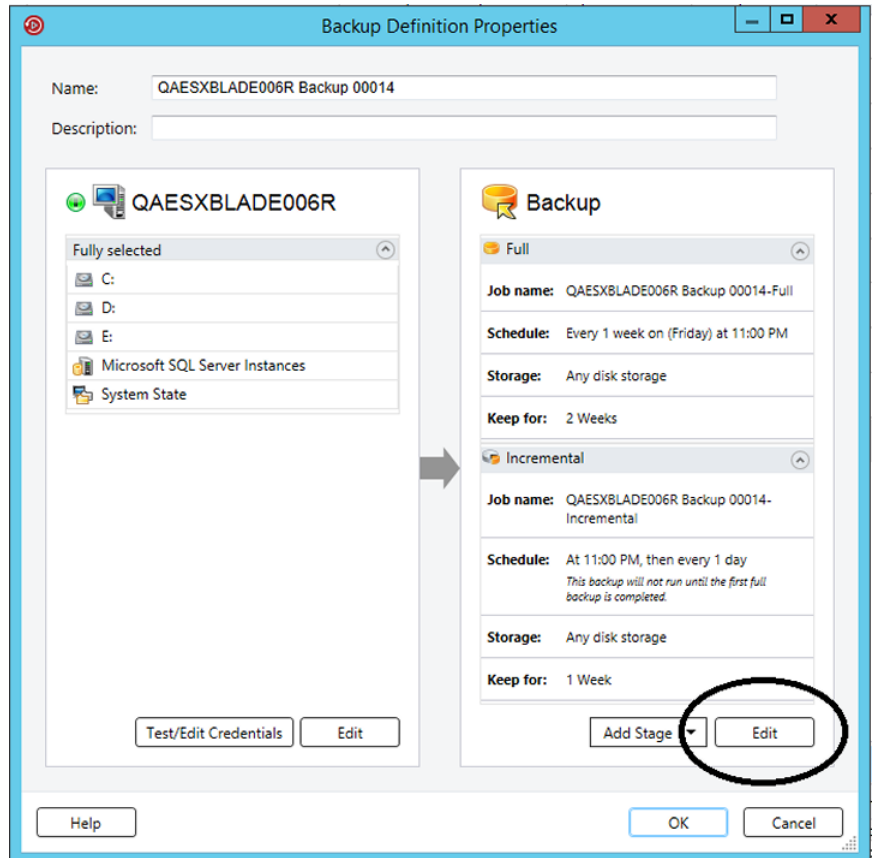 Backup Definition Properties
Name: QAESXBLADE006R Backup 00014
Description:
QAESXBLADE006R
Fully selected
C:
D:
E:
Microsoft SQL Server Instances
System State
Test/Edit Credentials Edit
Backup
Full
Job name: QAESXBLADE006R Backup 00014-Full
Schedule: Every 1 week on (Friday) at 11:00 PM
Storage: Any disk storage
Keep for: 2 Weeks
Incremental
Job name: QAESXBLADE006R Backup 00014-
Incremental
Schedule: At 11:00 PM, then every 1 day
This backup will not run until the first full
backup is completed.
Storage: Any disk storage
Keep for: 1 Week
Add Stage Edit
Help OK Cancel